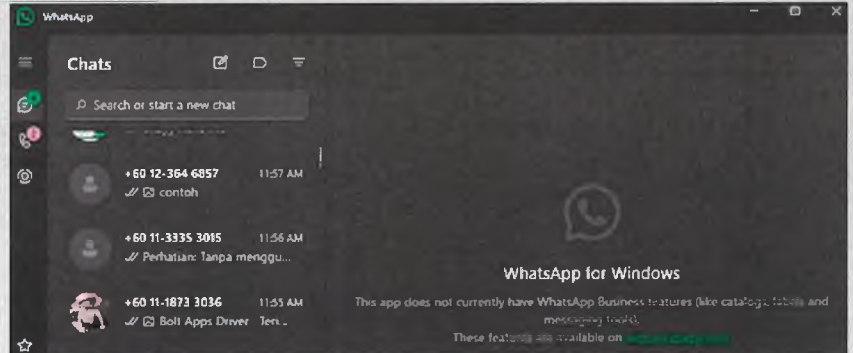 WhatsApp
Chats
Search or start a new chat
+60 12-364 6857 11:57 AM
contoh
+60 11-3335 3015 11:56 AM
Perhatian: Tanpa menggu...
+60 11-1873 3036 11:55 AM
Bolt Apps Driver Teri...
WhatsApp for Windows
This app does not currently have WhatsApp Business features (like catalogs, labels and
messaging tools).
These features are available on